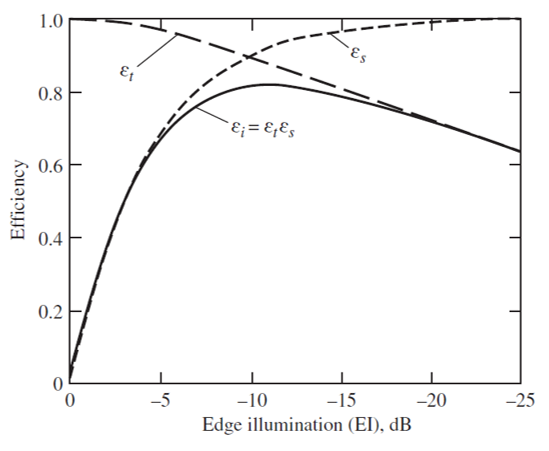 1.0
0.8
0.6
0.4
0.2
0
Efficiency
εt
εs
εi = εtεs
0
−5
−10
−15
−20
−25
Edge illumination (EI), dB